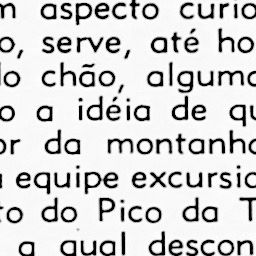 m aspecto curio
o, serve, até ho
do chão, alguma
o a idéia de qu
or da montanha
a equipe excursio
to do Pico da T
a qual descon